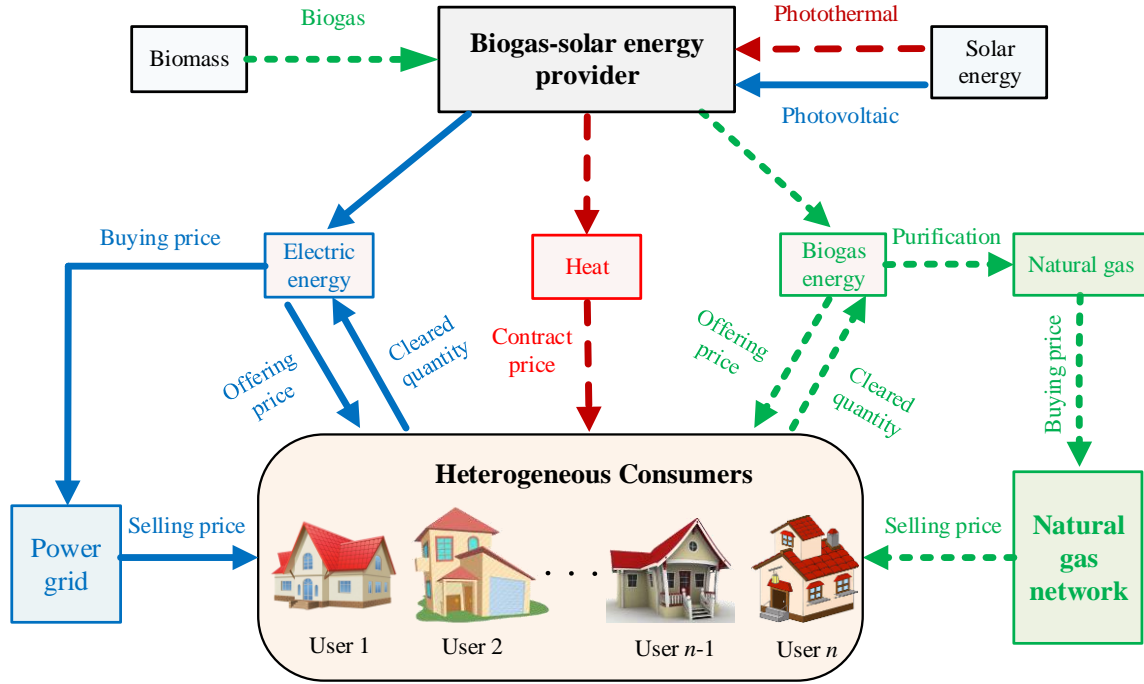 Biogas
Biomass
Biogas-solar energy
provider
Photothermal
Solar
energy
Photovoltaic
Buying price
Electric
energy
Heat
Biogas
energy
Purification
Natural gas
Offering
price
Cleared
quantity
Contract
price
Offering
price
Cleared
quantity
Buying price
Heterogeneous Consumers
Power
grid
Selling price
Selling price
Natural
gas
network
. . .
User 1
User 2
User n-1
User n